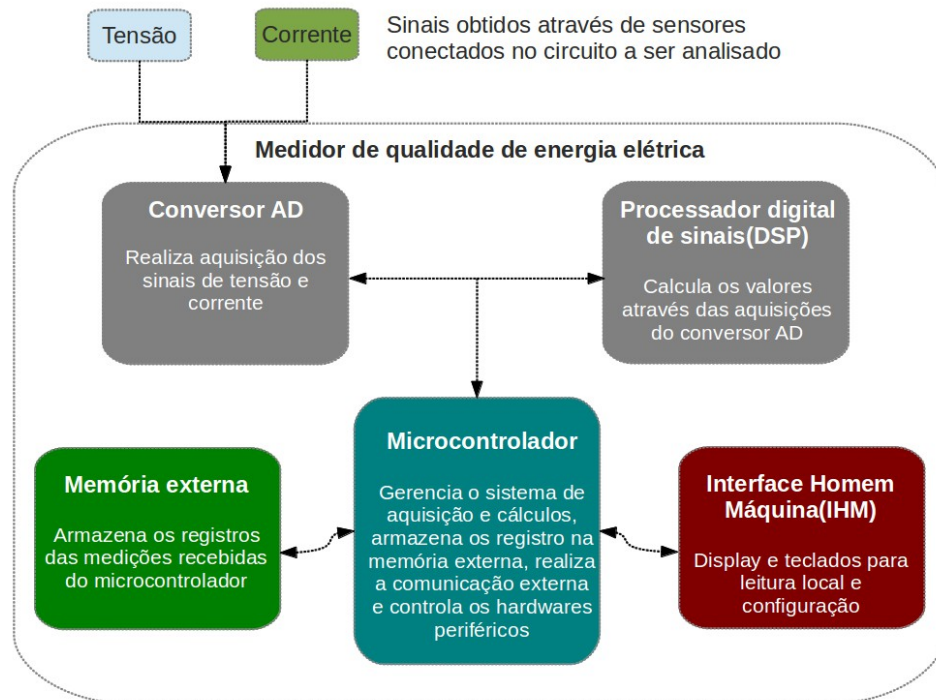 Tensão
Corrente
Sinais obtidos através de sensores
conectados no circuito a ser analisado
Medidor de qualidade de energia elétrica
Conversor AD
Realiza aquisição dos
sinais de tensão e
corrente
Processador digital
de sinais(DSP)
Calcula os valores
através das aquisições
do conversor AD
Memória externa
Armazena os registros
das medições recebidas
do microcontrolador
Microcontrolador
Gerencia o sistema de
aquisição e cálculos,
armazena os registro na
memória externa, realiza
a comunicação externa
e controla os hardwares
periféricos
Interface Homem
Máquina(IHM)
Display e teclados para
leitura local e
configuração